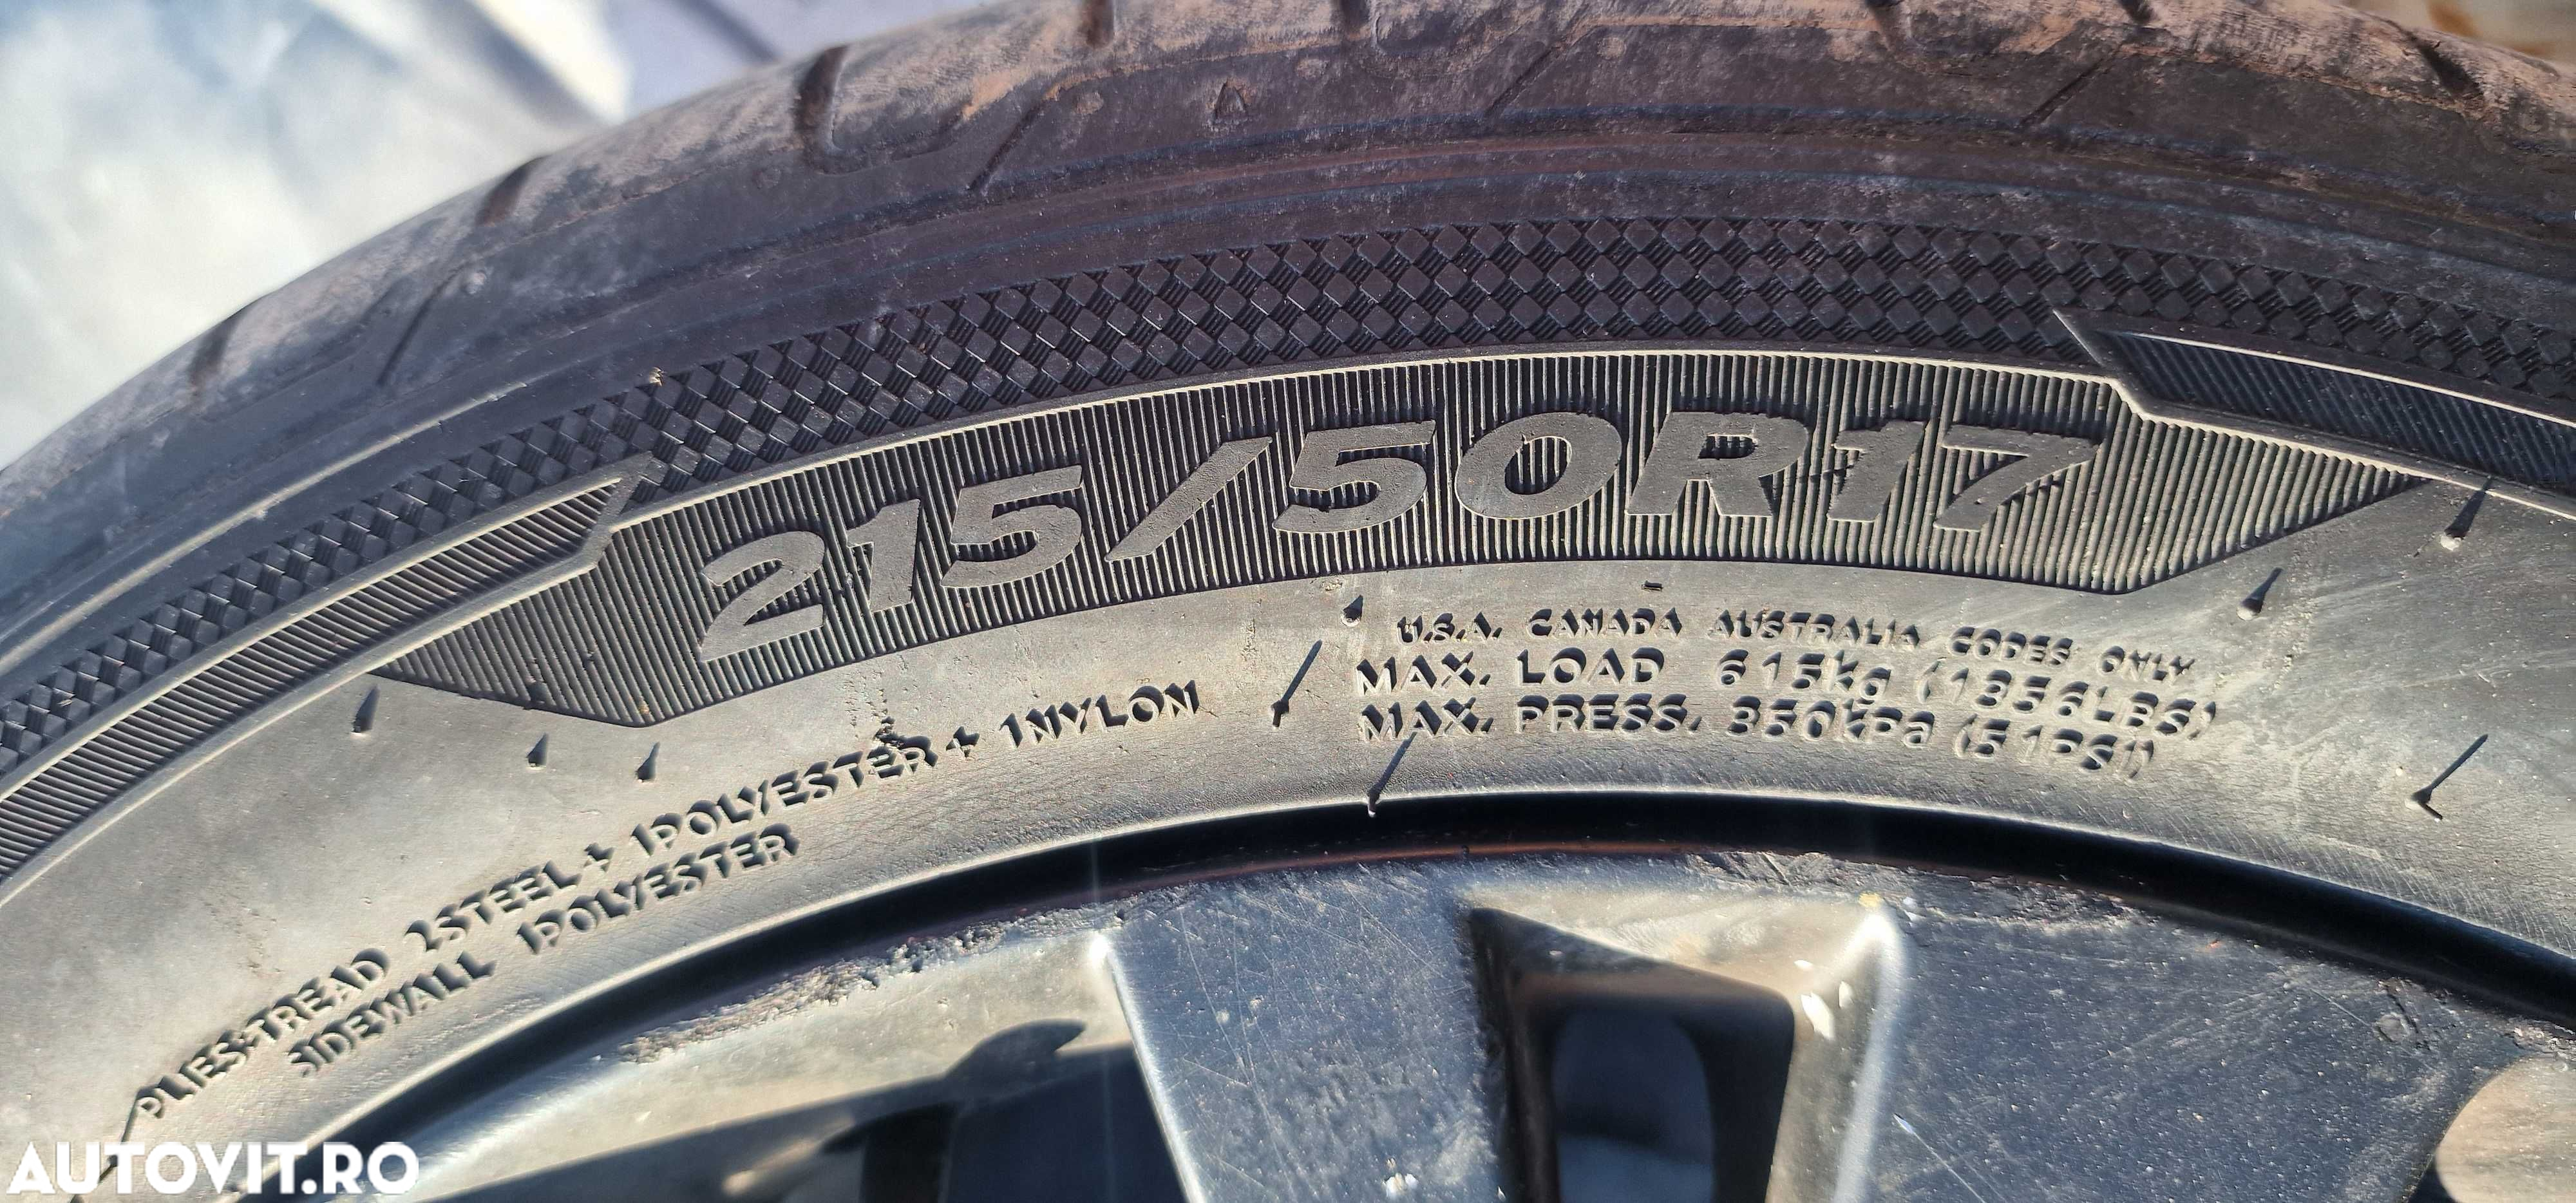 215/50R17
U.S.A. CANADA AUSTRALIA CODES ONLY
MAX. LOAD 615kg (1356LBS)
MAX. PRESS. 350kPa (51PSI)
PLIES:TREAD 2STEEL + 1POLYESTER + 1NYLON
SIDEWALL 1POLYESTER
AUTOVIT.RO